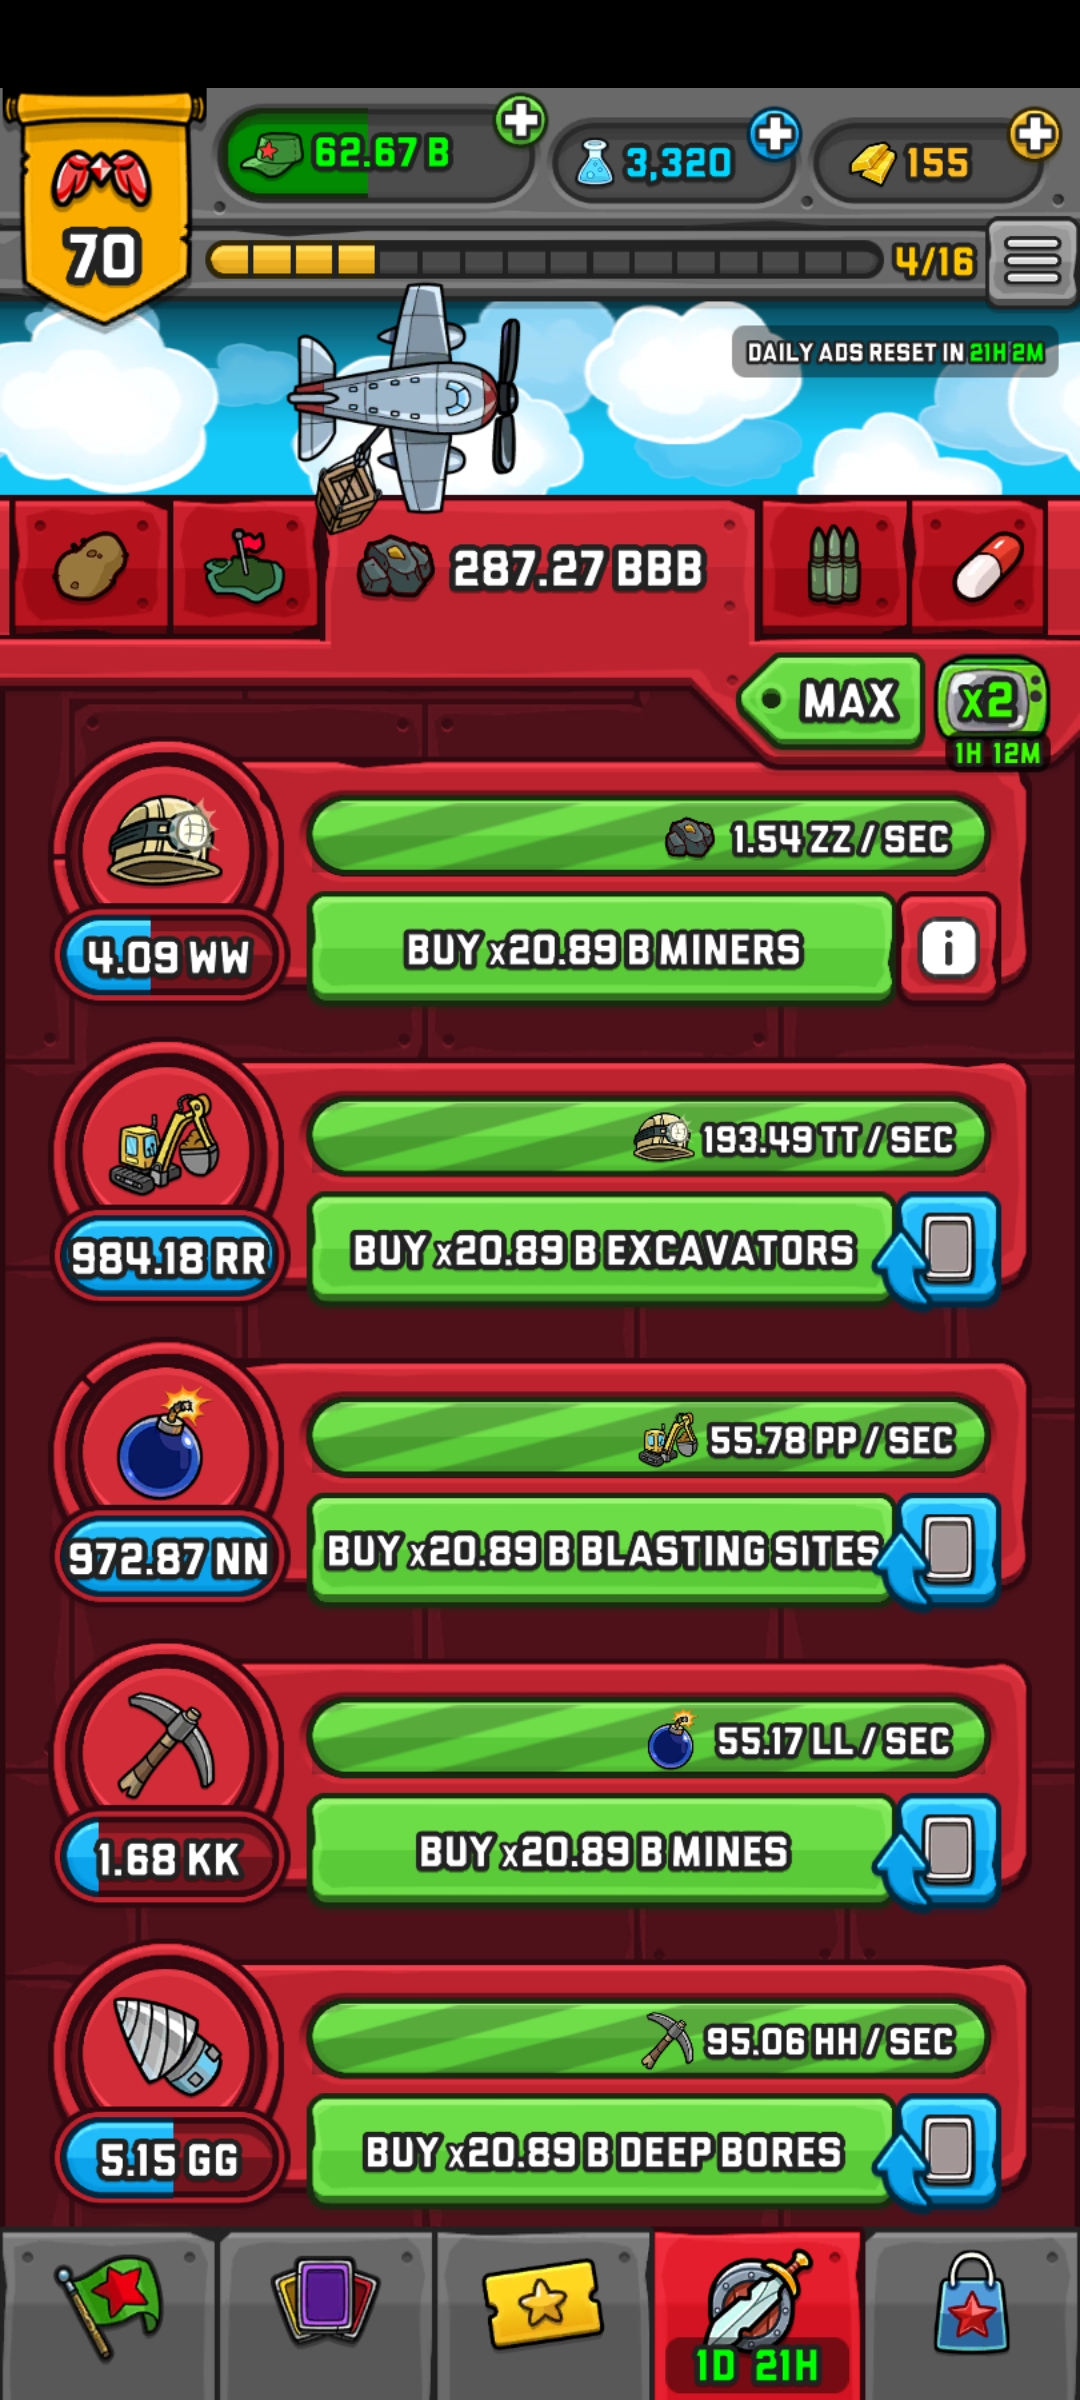 62.67 B
3,320
155
70
4/16
DAILY ADS RESET IN 21H 2M
287.27 BBB
MAX
x2
1H 12M
1.54 ZZ / SEC
4.09 WW
BUY x20.89 B MINERS
i
193.49 TT / SEC
984.18 RR
BUY x20.89 B EXCAVATORS
55.78 PP / SEC
972.87 NN
BUY x20.89 B BLASTING SITES
55.17 LL / SEC
1.68 KK
BUY x20.89 B MINES
95.06 HH / SEC
5.15 GG
BUY x20.89 B DEEP BORES
1D 21H